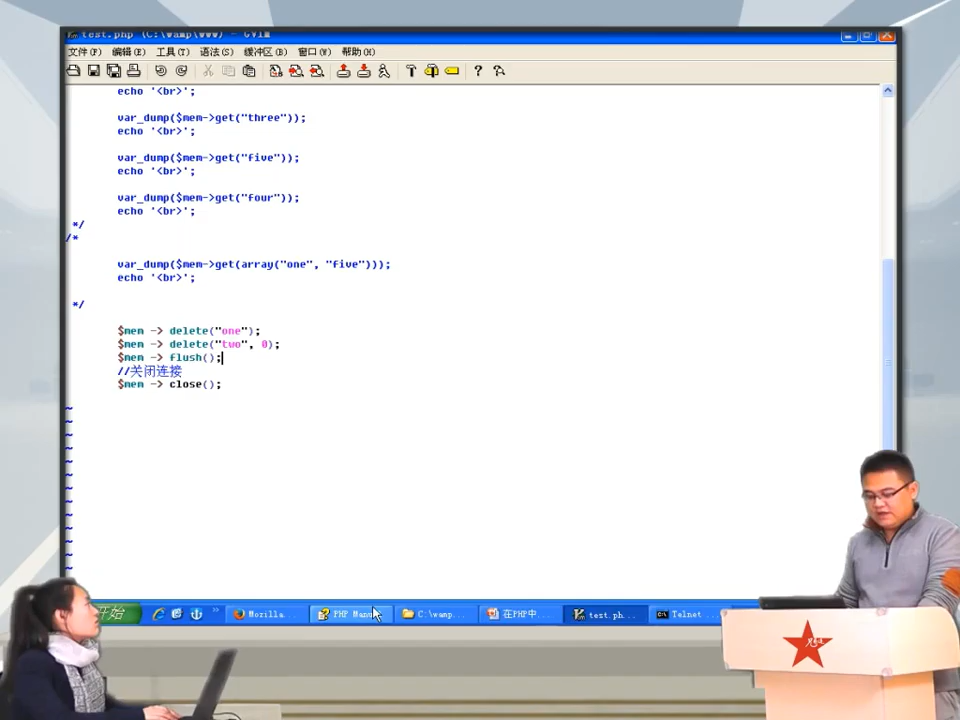 test.php (C:\wamp\www) - GVIM
文件(F) 编辑(E) 工具(T) 语法(S) 缓冲区(B) 窗口(W) 帮助(H)
echo '<br>';
var_dump($mem->get("three"));
echo '<br>';
var_dump($mem->get("five"));
echo '<br>';
var_dump($mem->get("four"));
echo '<br>';
*/
/*
var_dump($mem->get(array("one", "five")));
echo '<br>';
*/
$mem -> delete("one");
$mem -> delete("two", 0);
$mem -> flush();
//关闭连接
$mem -> close();
~
~
~
~
~
~
~
~
~
~
~
~
~
开始 Mozilla... PHP Manu... C:\wamp... 在PHP中... test.ph... Telnet ...